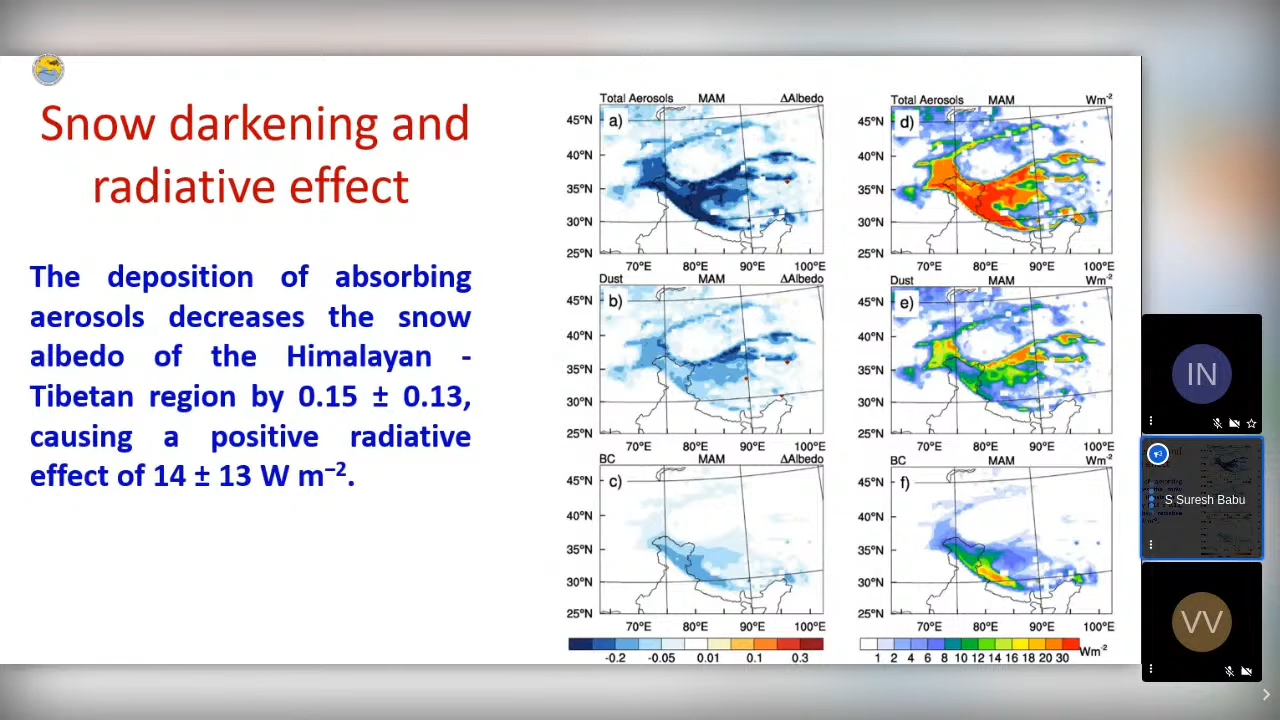 Snow darkening and
radiative effect
The deposition of absorbing
aerosols decreases the snow
albedo of the Himalayan -
Tibetan region by 0.15 ± 0.13,
causing a positive radiative
effect of 14 ± 13 W m⁻².
Total Aerosols MAM ΔAlbedo
a)
45°N
40°N
35°N
30°N
25°N
70°E 80°E 90°E 100°E
Dust MAM ΔAlbedo
b)
45°N
40°N
35°N
30°N
25°N
70°E 80°E 90°E 100°E
BC MAM ΔAlbedo
c)
45°N
40°N
35°N
30°N
25°N
70°E 80°E 90°E 100°E
-0.2 -0.05 0.01 0.1 0.3
Total Aerosols MAM Wm⁻²
d)
45°N
40°N
35°N
30°N
25°N
70°E 80°E 90°E 100°E
Dust MAM Wm⁻²
e)
45°N
40°N
35°N
30°N
25°N
70°E 80°E 90°E 100°E
BC MAM Wm⁻²
f)
45°N
40°N
35°N
30°N
25°N
70°E 80°E 90°E 100°E
1 2 4 6 8 10 12 14 16 18 20 30 Wm⁻²
IN
S Suresh Babu
VV